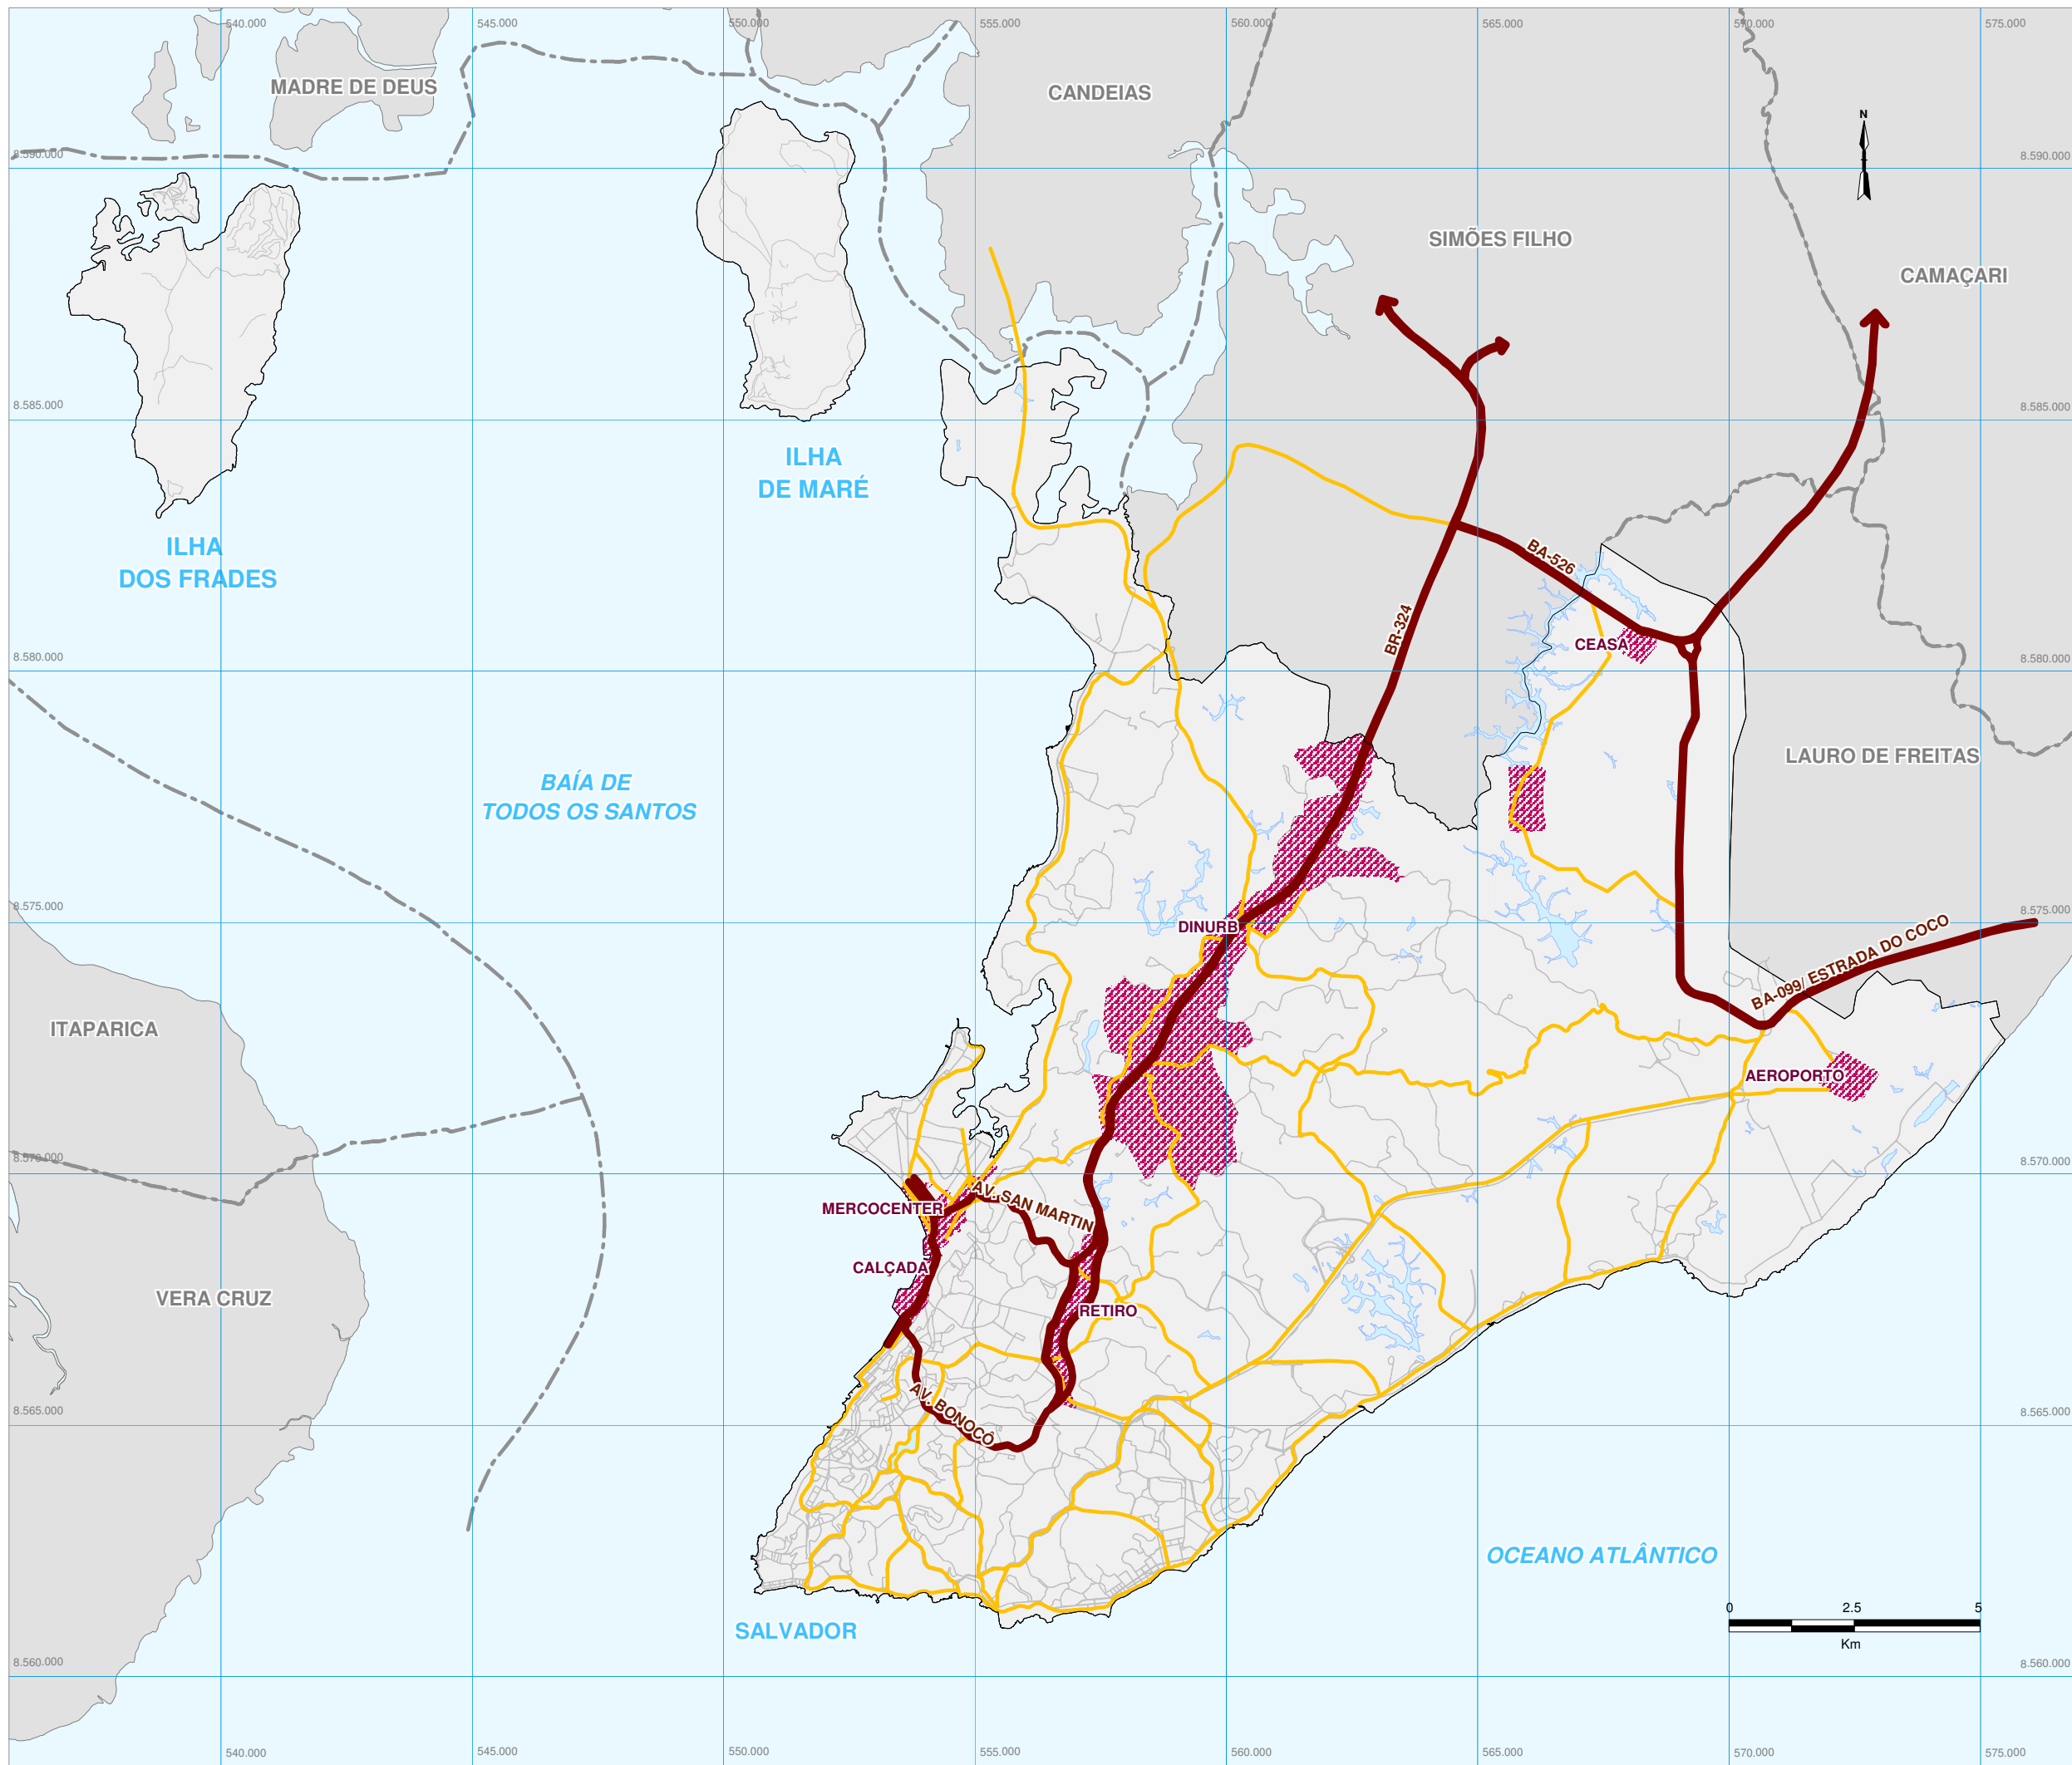 540.000
545.000
550.000
555.000
560.000
565.000
570.000
575.000
MADRE DE DEUS
CANDEIAS
N
8.590.000
8.590.000
SIMÕES FILHO
CAMAÇARI
8.585.000
8.585.000
ILHA
DE MARÉ
ILHA
DOS FRADES
BA-526
BR-324
CEASA
8.580.000
8.580.000
LAURO DE FREITAS
BAÍA DE
TODOS OS SANTOS
8.575.000
8.575.000
DINURB
BA-099/ ESTRADA DO COCO
ITAPARICA
AEROPORTO
8.570.000
8.570.000
AV. SAN MARTIN
MERCOCENTER
CALÇADA
VERA CRUZ
RETIRO
AV. BONOCÔ
8.565.000
8.565.000
OCEANO ATLÂNTICO
SALVADOR
0 2.5 5
Km
8.560.000
8.560.000
540.000
545.000
550.000
555.000
560.000
565.000
570.000
575.000